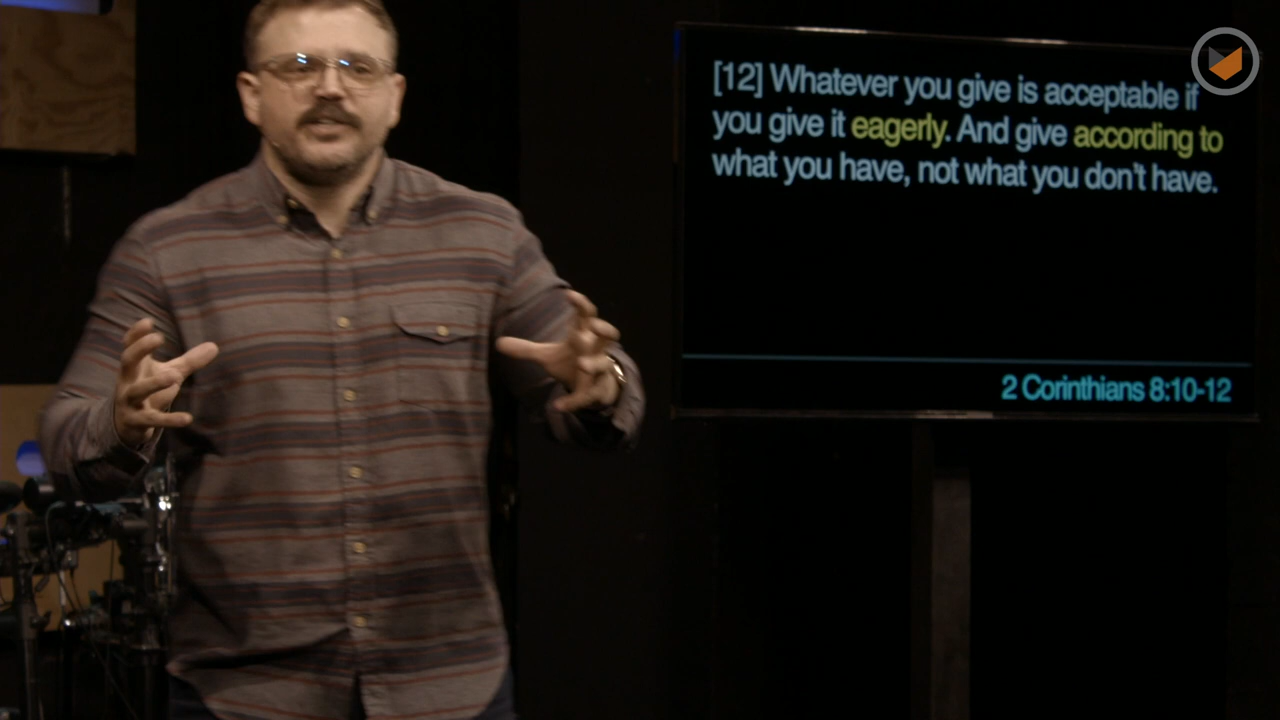 [12] Whatever you give is acceptable if
you give it eagerly. And give according to
what you have, not what you don't have.
2 Corinthians 8:10-12